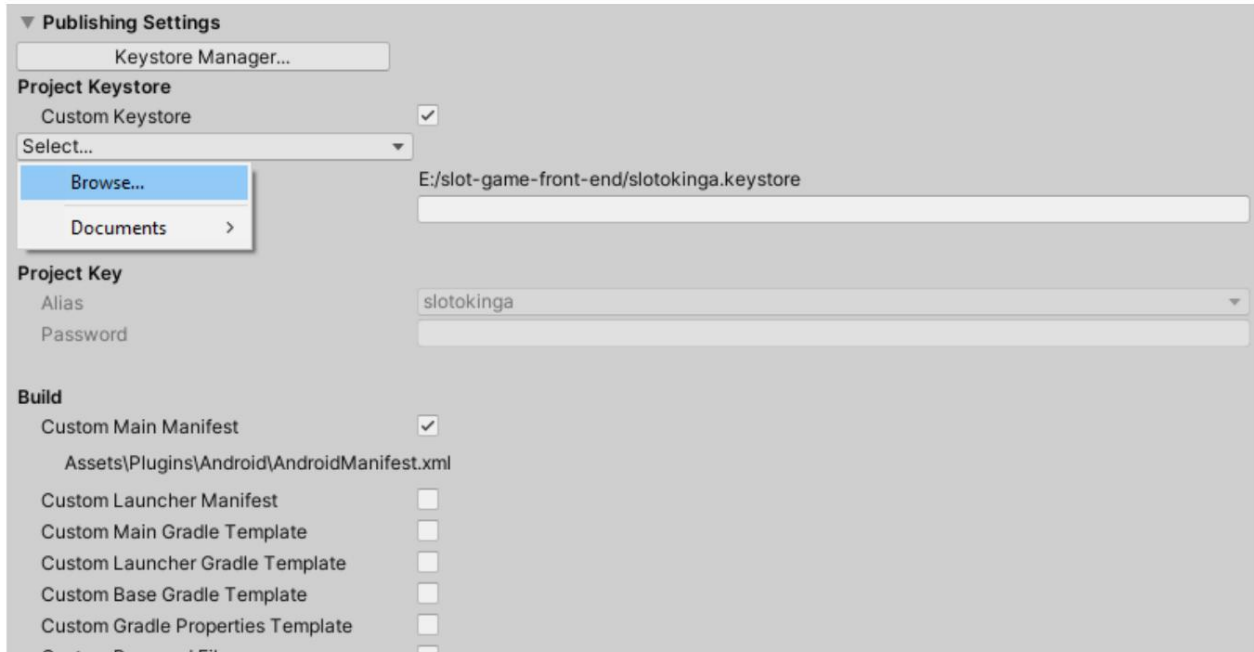 Publishing Settings
Keystore Manager...
Project Keystore
Custom Keystore
Select...
Browse...
E:/slot-game-front-end/slotokinga.keystore
Documents
Project Key
Alias
slotokinga
Password
Build
Custom Main Manifest
Assets\Plugins\Android\AndroidManifest.xml
Custom Launcher Manifest
Custom Main Gradle Template
Custom Launcher Gradle Template
Custom Base Gradle Template
Custom Gradle Properties Template